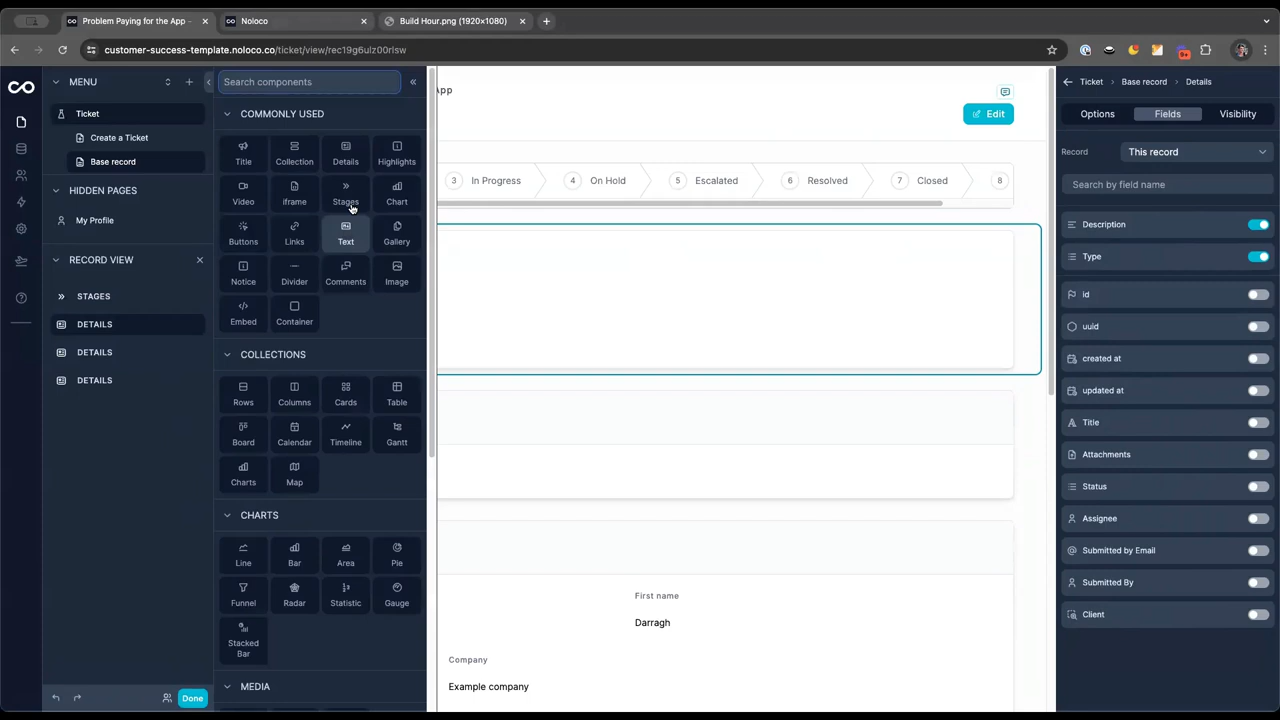 Problem Paying for the App -
Noloco
Build Hour.png (1920×1080)
customer-success-template.noloco.co/ticket/view/rec19g6ulz00rlsw
9+
MENU
Ticket
Create a Ticket
Base record
HIDDEN PAGES
My Profile
RECORD VIEW
STAGES
DETAILS
DETAILS
DETAILS
Done
Search components
COMMONLY USED
Title
Collection
Details
Highlights
Video
iframe
Stages
Chart
Buttons
Links
Text
Gallery
Notice
Divider
Comments
Image
Embed
Container
COLLECTIONS
Rows
Columns
Cards
Table
Board
Calendar
Timeline
Gantt
Charts
Map
CHARTS
Line
Bar
Area
Pie
Funnel
Radar
Statistic
Gauge
Stacked
Bar
MEDIA
App
Edit
3 In Progress
4 On Hold
5 Escalated
6 Resolved
7 Closed
8
First name
Darragh
Company
Example company
Ticket
Base record
Details
Options
Fields
Visibility
Record
This record
Search by field name
Description
Type
id
uuid
created at
updated at
Title
Attachments
Status
Assignee
Submitted by Email
Submitted By
Client